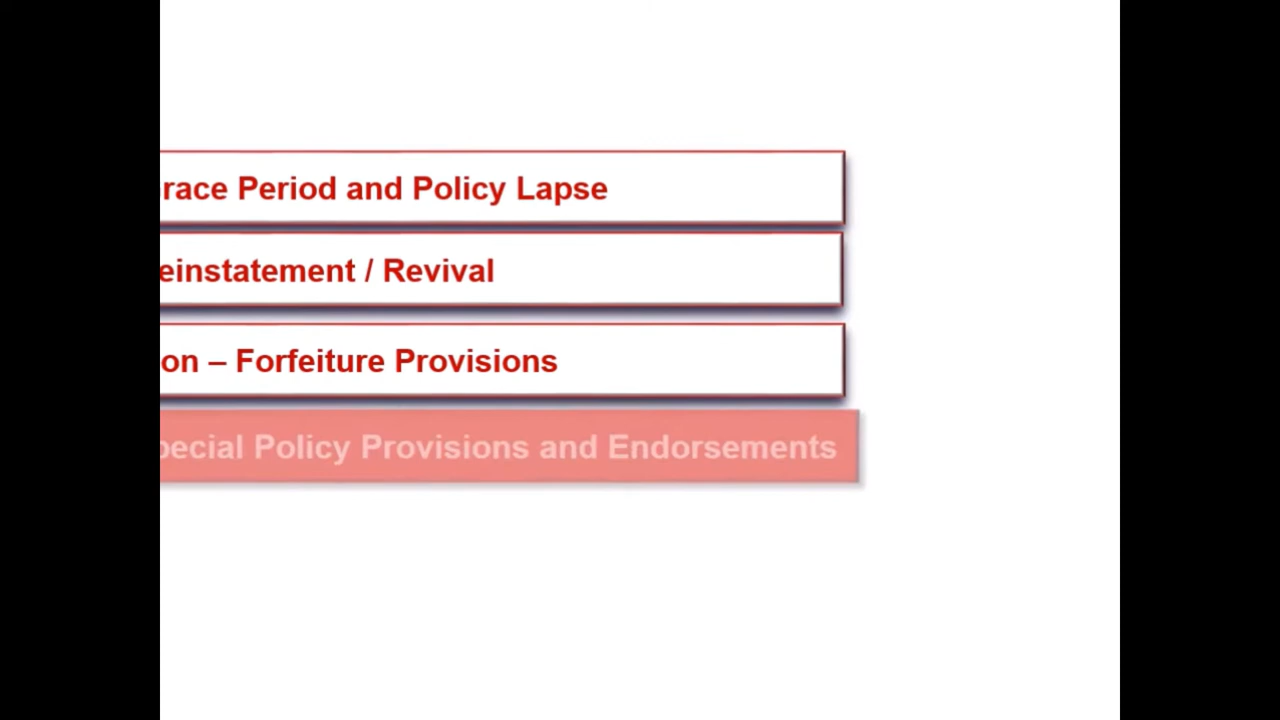 race Period and Policy Lapse
einstatement / Revival
on – Forfeiture Provisions
pecial Policy Provisions and Endorsements